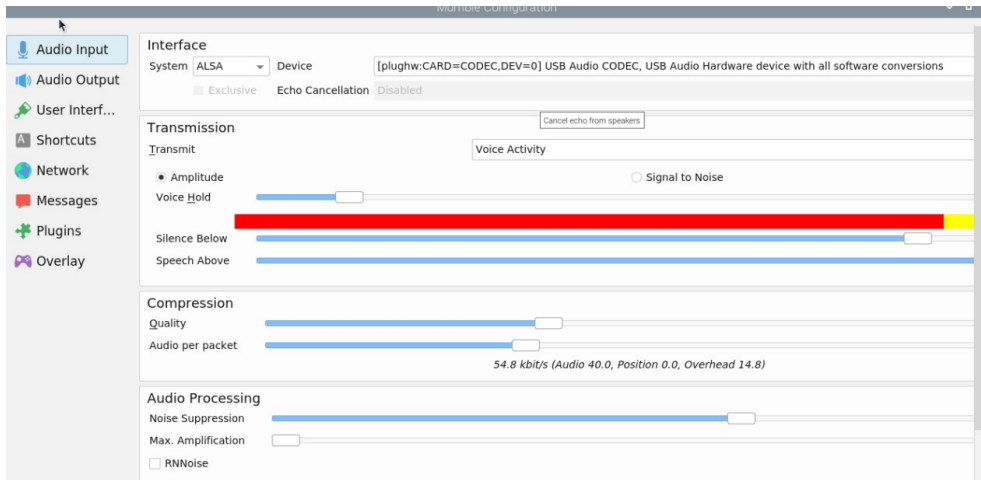 Mumble Configuration
Audio Input
Audio Output
User Interf...
Shortcuts
Network
Messages
Plugins
Overlay
Interface
System ALSA Device [plughw:CARD=CODEC,DEV=0] USB Audio CODEC, USB Audio Hardware device with all software conversions
Exclusive Echo Cancellation Disabled
Cancel echo from speakers
Transmission
Transmit Voice Activity
Amplitude Signal to Noise
Voice Hold
Silence Below
Speech Above
Compression
Quality
Audio per packet
54.8 kbit/s (Audio 40.0, Position 0.0, Overhead 14.8)
Audio Processing
Noise Suppression
Max. Amplification
RNNoise